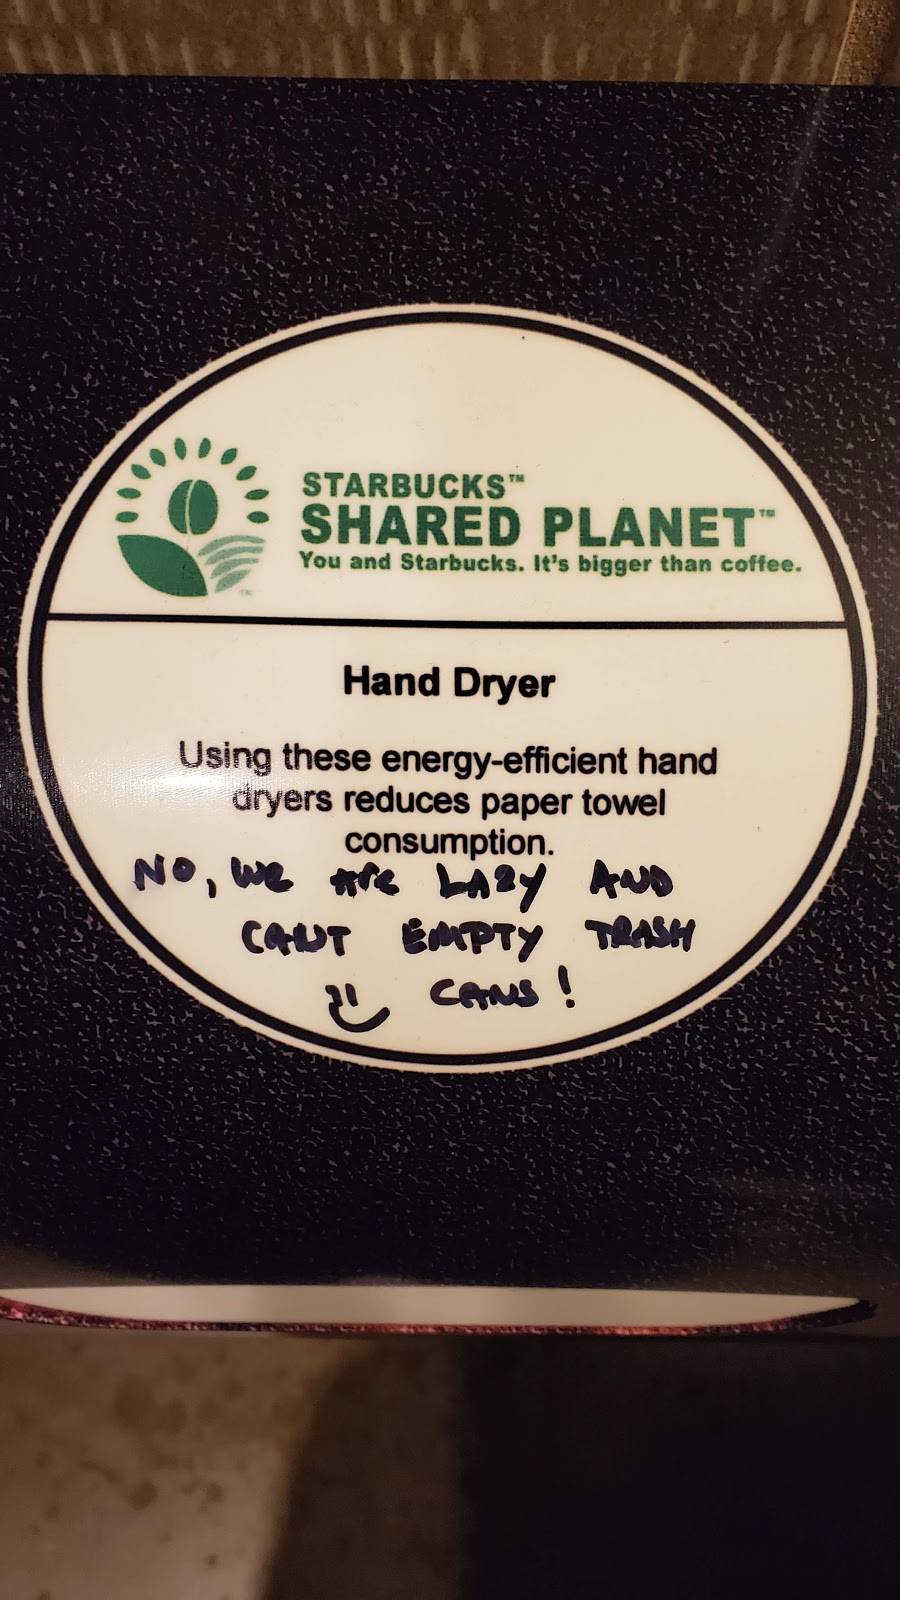 STARBUCKS™
SHARED PLANET™
You and Starbucks. It's bigger than coffee.
Hand Dryer
Using these energy-efficient hand
dryers reduces paper towel
consumption.
NO, WE ARE LAZY AND
CANT EMPTY TRASH
CANS!